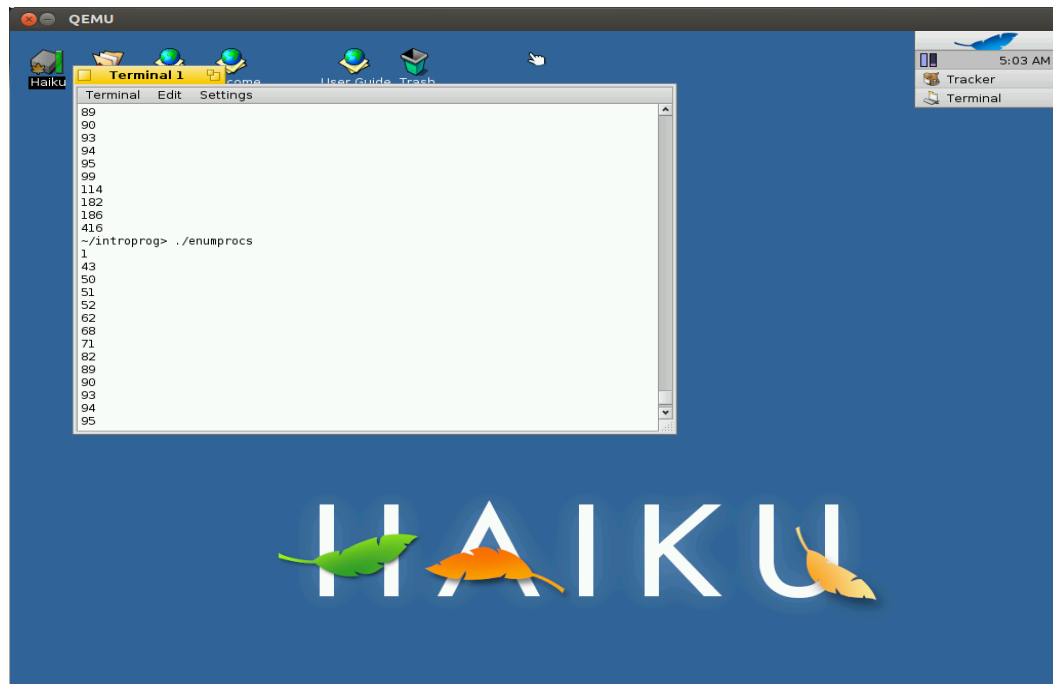 QEMU
5:03 AM
Tracker
Terminal
Haiku
User Guide Trash
Terminal 1
Terminal Edit Settings
89
90
93
94
95
99
114
182
186
416
~/introprog> ./enumprocs
1
43
50
51
52
62
68
71
82
89
90
93
94
95
HAIKU